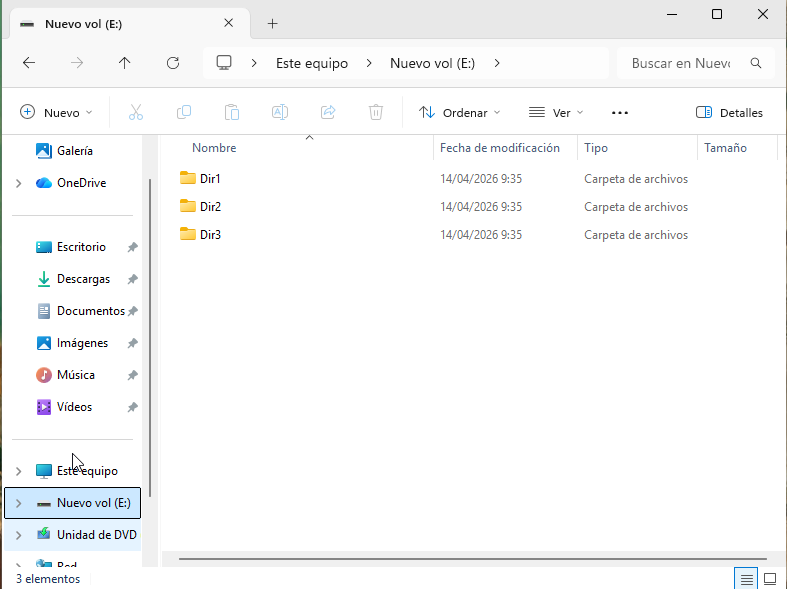 Nuevo vol (E:)
Este equipo Nuevo vol (E:) Buscar en Nuevo
Nuevo Ordenar Ver Detalles
Galería
OneDrive
Escritorio
Descargas
Documentos
Imágenes
Música
Vídeos
Este equipo
Nuevo vol (E:)
Unidad de DVD
Red
Nombre Fecha de modificación Tipo Tamaño
Dir1 14/04/2026 9:35 Carpeta de archivos
Dir2 14/04/2026 9:35 Carpeta de archivos
Dir3 14/04/2026 9:35 Carpeta de archivos
3 elementos